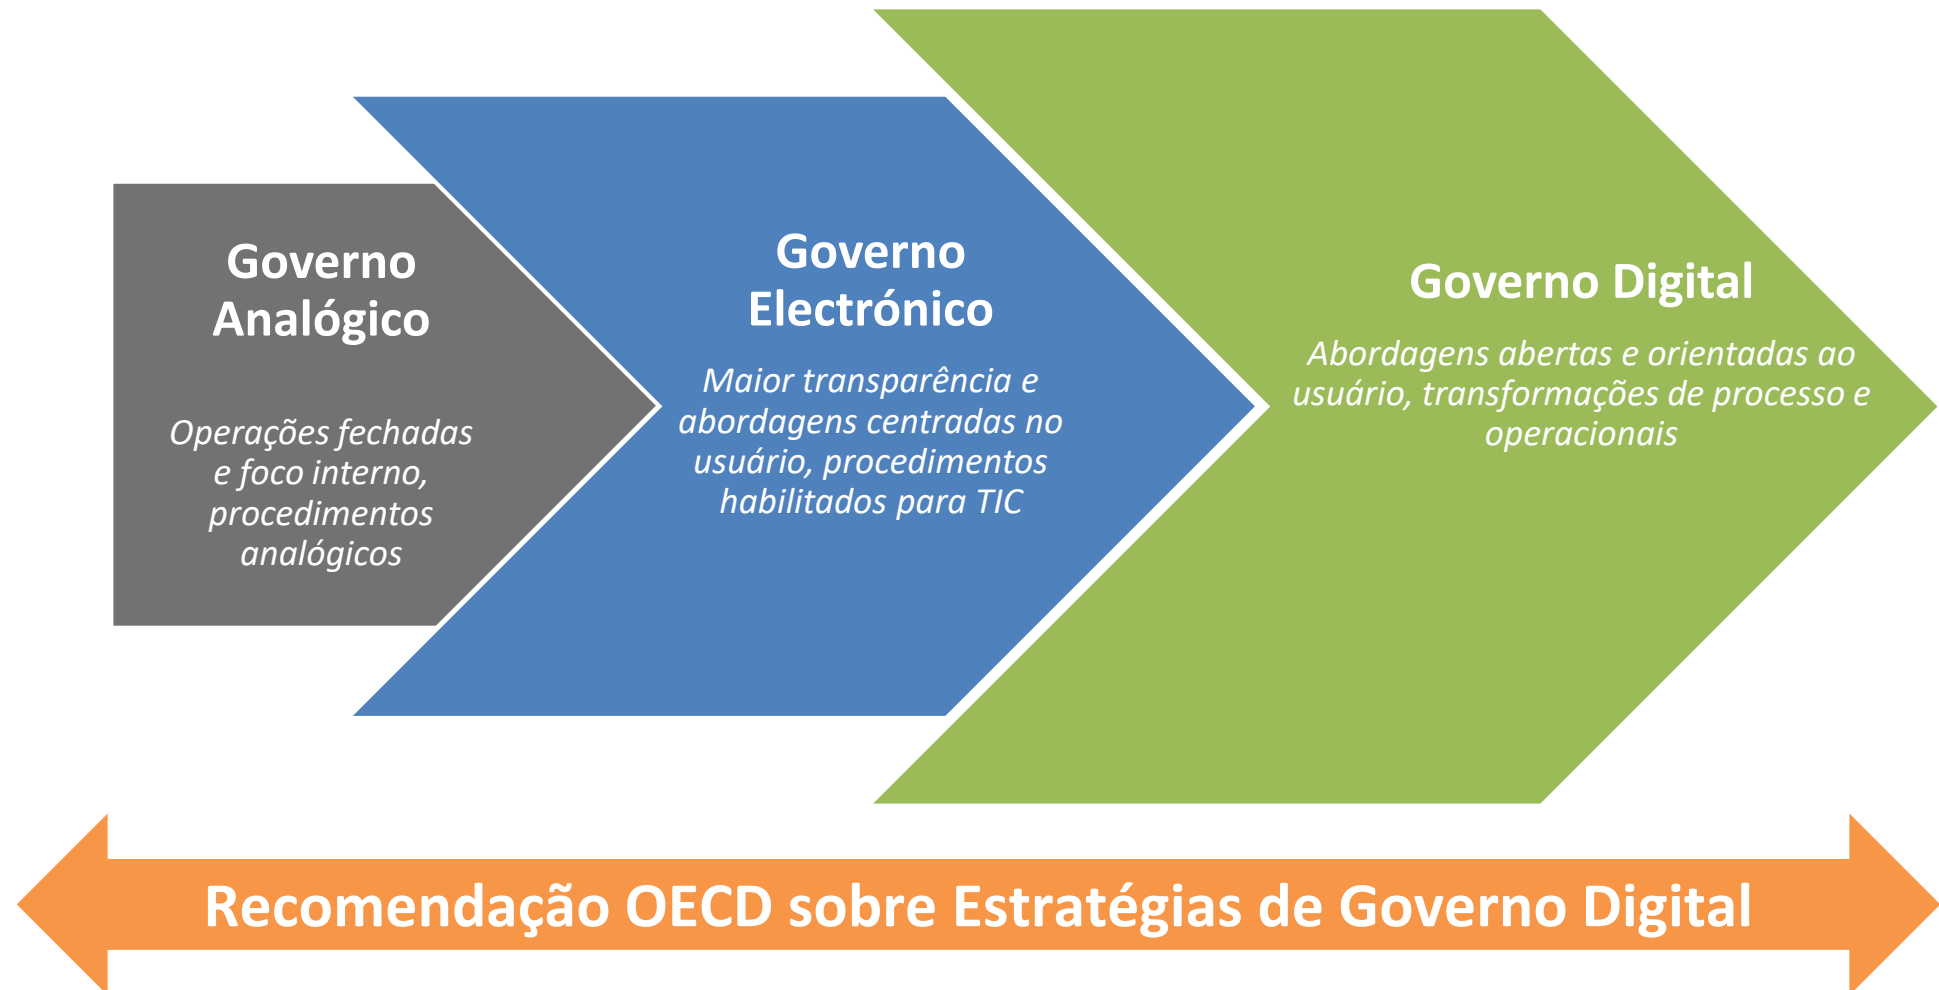 Governo
Analógico
Operações fechadas
e foco interno,
procedimentos
analógicos
Governo
Electrónico
Maior transparência e
abordagens centradas no
usuário, procedimentos
habilitados para TIC
Governo Digital
Abordagens abertas e orientadas ao
usuário, transformações de processo e
operacionais
Recomendação OECD sobre Estratégias de Governo Digital